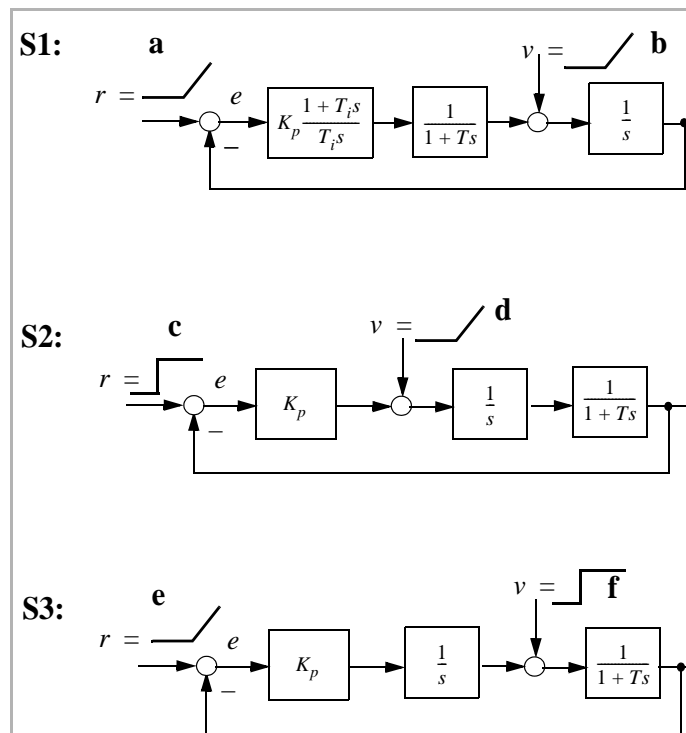 S1: a b
r = e v =
K_p (1 + T_i s)/(T_i s) 1/(1 + Ts) 1/s
−
S2: c d
r = e v =
K_p 1/s 1/(1 + Ts)
−
S3: e f
r = e v =
K_p 1/s 1/(1 + Ts)
−